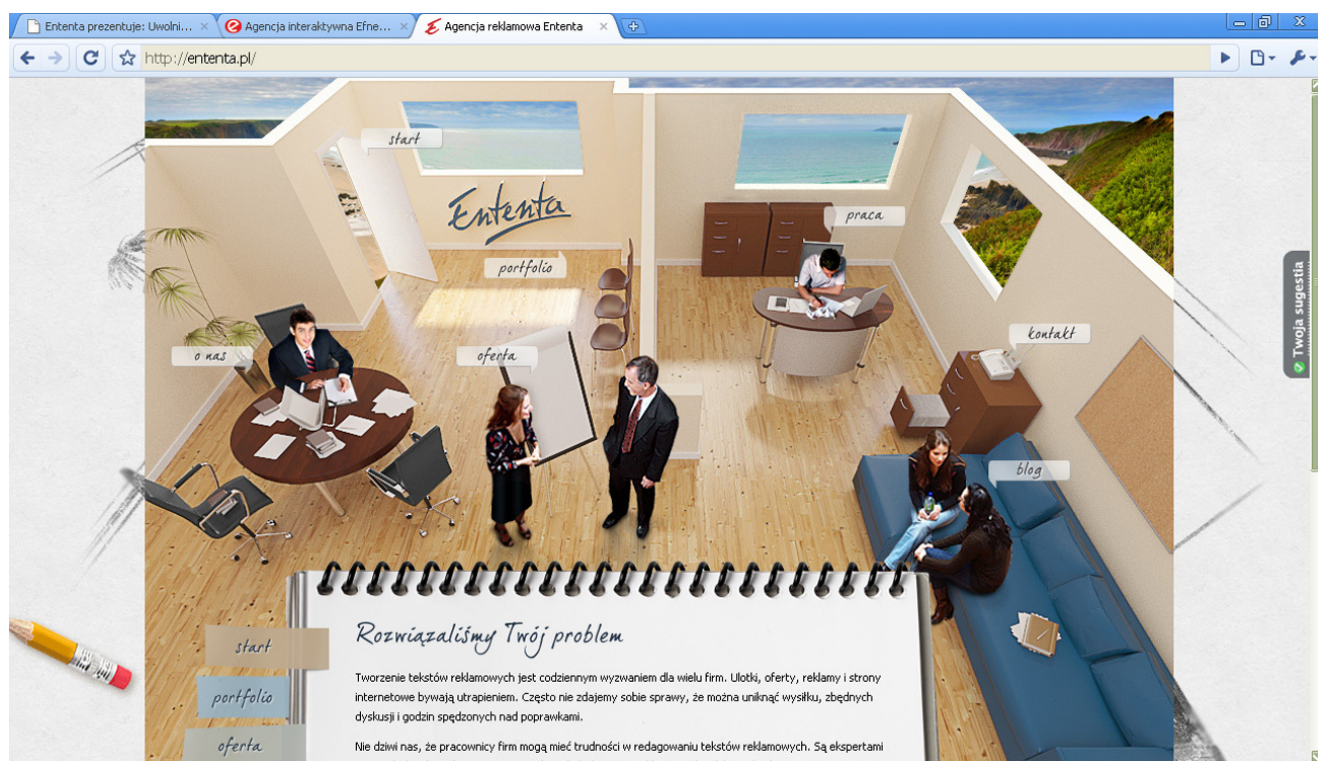 Ententa prezentuje: Uwolni...
Agencja interaktywna Efne...
Agencja reklamowa Ententa
http://ententa.pl/
start
Ententa
portfolio
praca
kontakt
o nas
oferta
blog
Twoja sugestia
Rozwiązaliśmy Twój problem
start
portfolio
oferta
Tworzenie tekstów reklamowych jest codziennym wyzwaniem dla wielu firm. Ulotki, oferty, reklamy i strony
internetowe bywają utrapieniem. Często nie zdajemy sobie sprawy, że można uniknąć wysiłku, zbędnych
dyskusji i godzin spędzonych nad poprawkami.
Nie dziwi nas, że pracownicy firm mogą mieć trudności w redagowaniu tekstów reklamowych. Są ekspertami